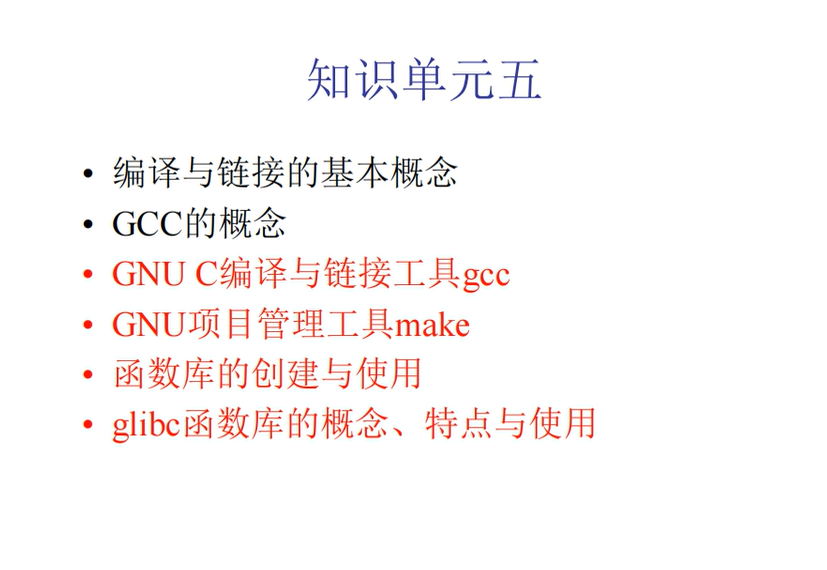 知识单元五
• 编译与链接的基本概念
• GCC的概念
• GNU C编译与链接工具gcc
• GNU项目管理工具make
• 函数库的创建与使用
• glibc函数库的概念、特点与使用